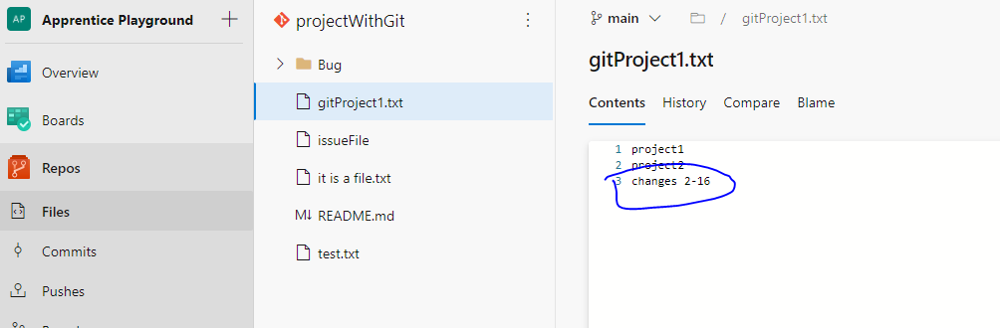 AP Apprentice Playground +
Overview
Boards
Repos
Files
Commits
Pushes
projectWithGit
Bug
gitProject1.txt
issueFile
it is a file.txt
M↓ README.md
test.txt
main / gitProject1.txt
gitProject1.txt
Contents History Compare Blame
1 project1
2 project2
3 changes 2-16